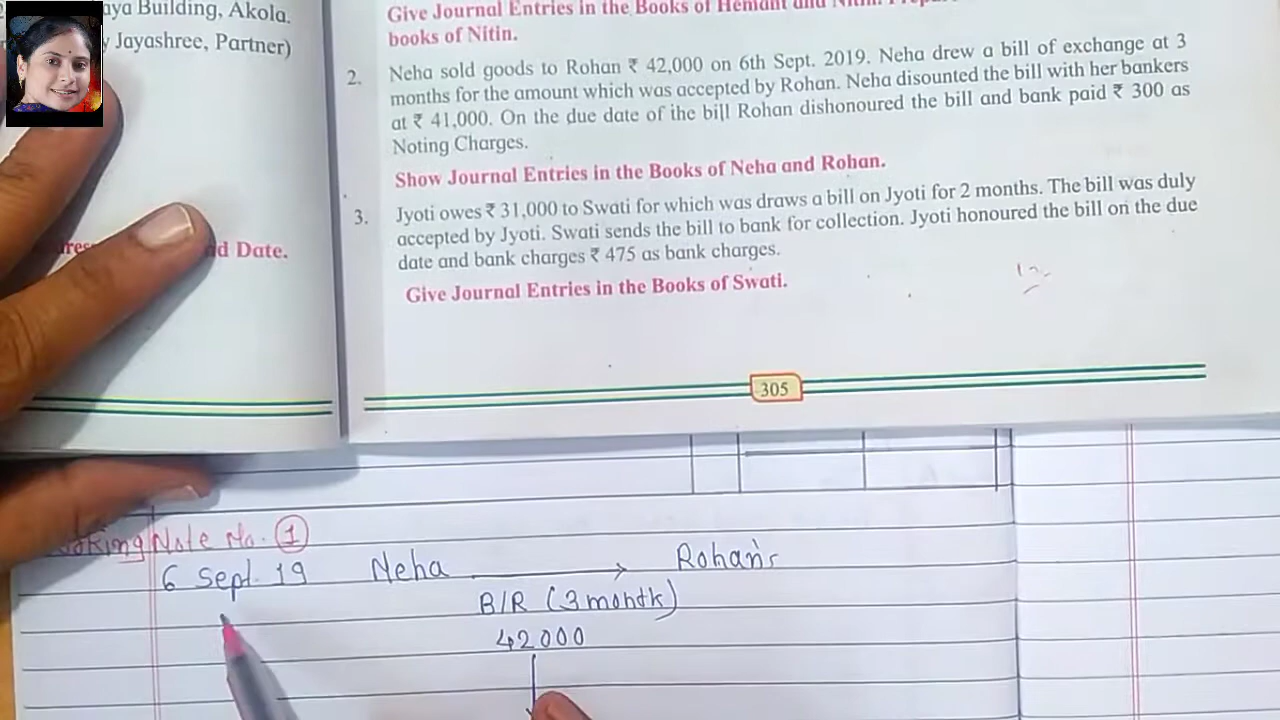 aya Building, Akola.
y Jayashree, Partner)
d Date.
Give Journal Entries in the Books of Hemant and Nitin.
books of Nitin.
2. Neha sold goods to Rohan ₹ 42,000 on 6th Sept. 2019. Neha drew a bill of exchange at 3
months for the amount which was accepted by Rohan. Neha disounted the bill with her bankers
at ₹ 41,000. On the due date of the bill Rohan dishonoured the bill and bank paid ₹ 300 as
Noting Charges.
Show Journal Entries in the Books of Neha and Rohan.
3. Jyoti owes ₹ 31,000 to Swati for which was draws a bill on Jyoti for 2 months. The bill was duly
accepted by Jyoti. Swati sends the bill to bank for collection. Jyoti honoured the bill on the due
date and bank charges ₹ 475 as bank charges.
Give Journal Entries in the Books of Swati.
305
Note No. 1
6 Sept. 19 Neha → Rohan's
B/R (3 month)
42000